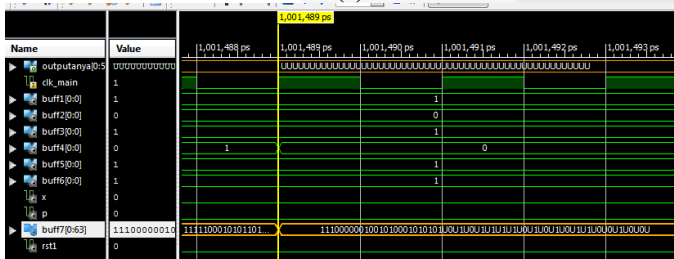 1,001,489 ps
Name Value 1,001,488 ps 1,001,489 ps 1,001,490 ps 1,001,491 ps 1,001,492 ps 1,001,493 ps
outputanya[0:5
clk_main 1
buff1[0:0] 1 1
buff2[0:0] 0 0
buff3[0:0] 1 1
buff4[0:0] 0 1 0
buff5[0:0] 1 1
buff6[0:0] 1 1
x 0
p 0
buff7[0:63] 11100000010 1111100010101101...
rst1 0